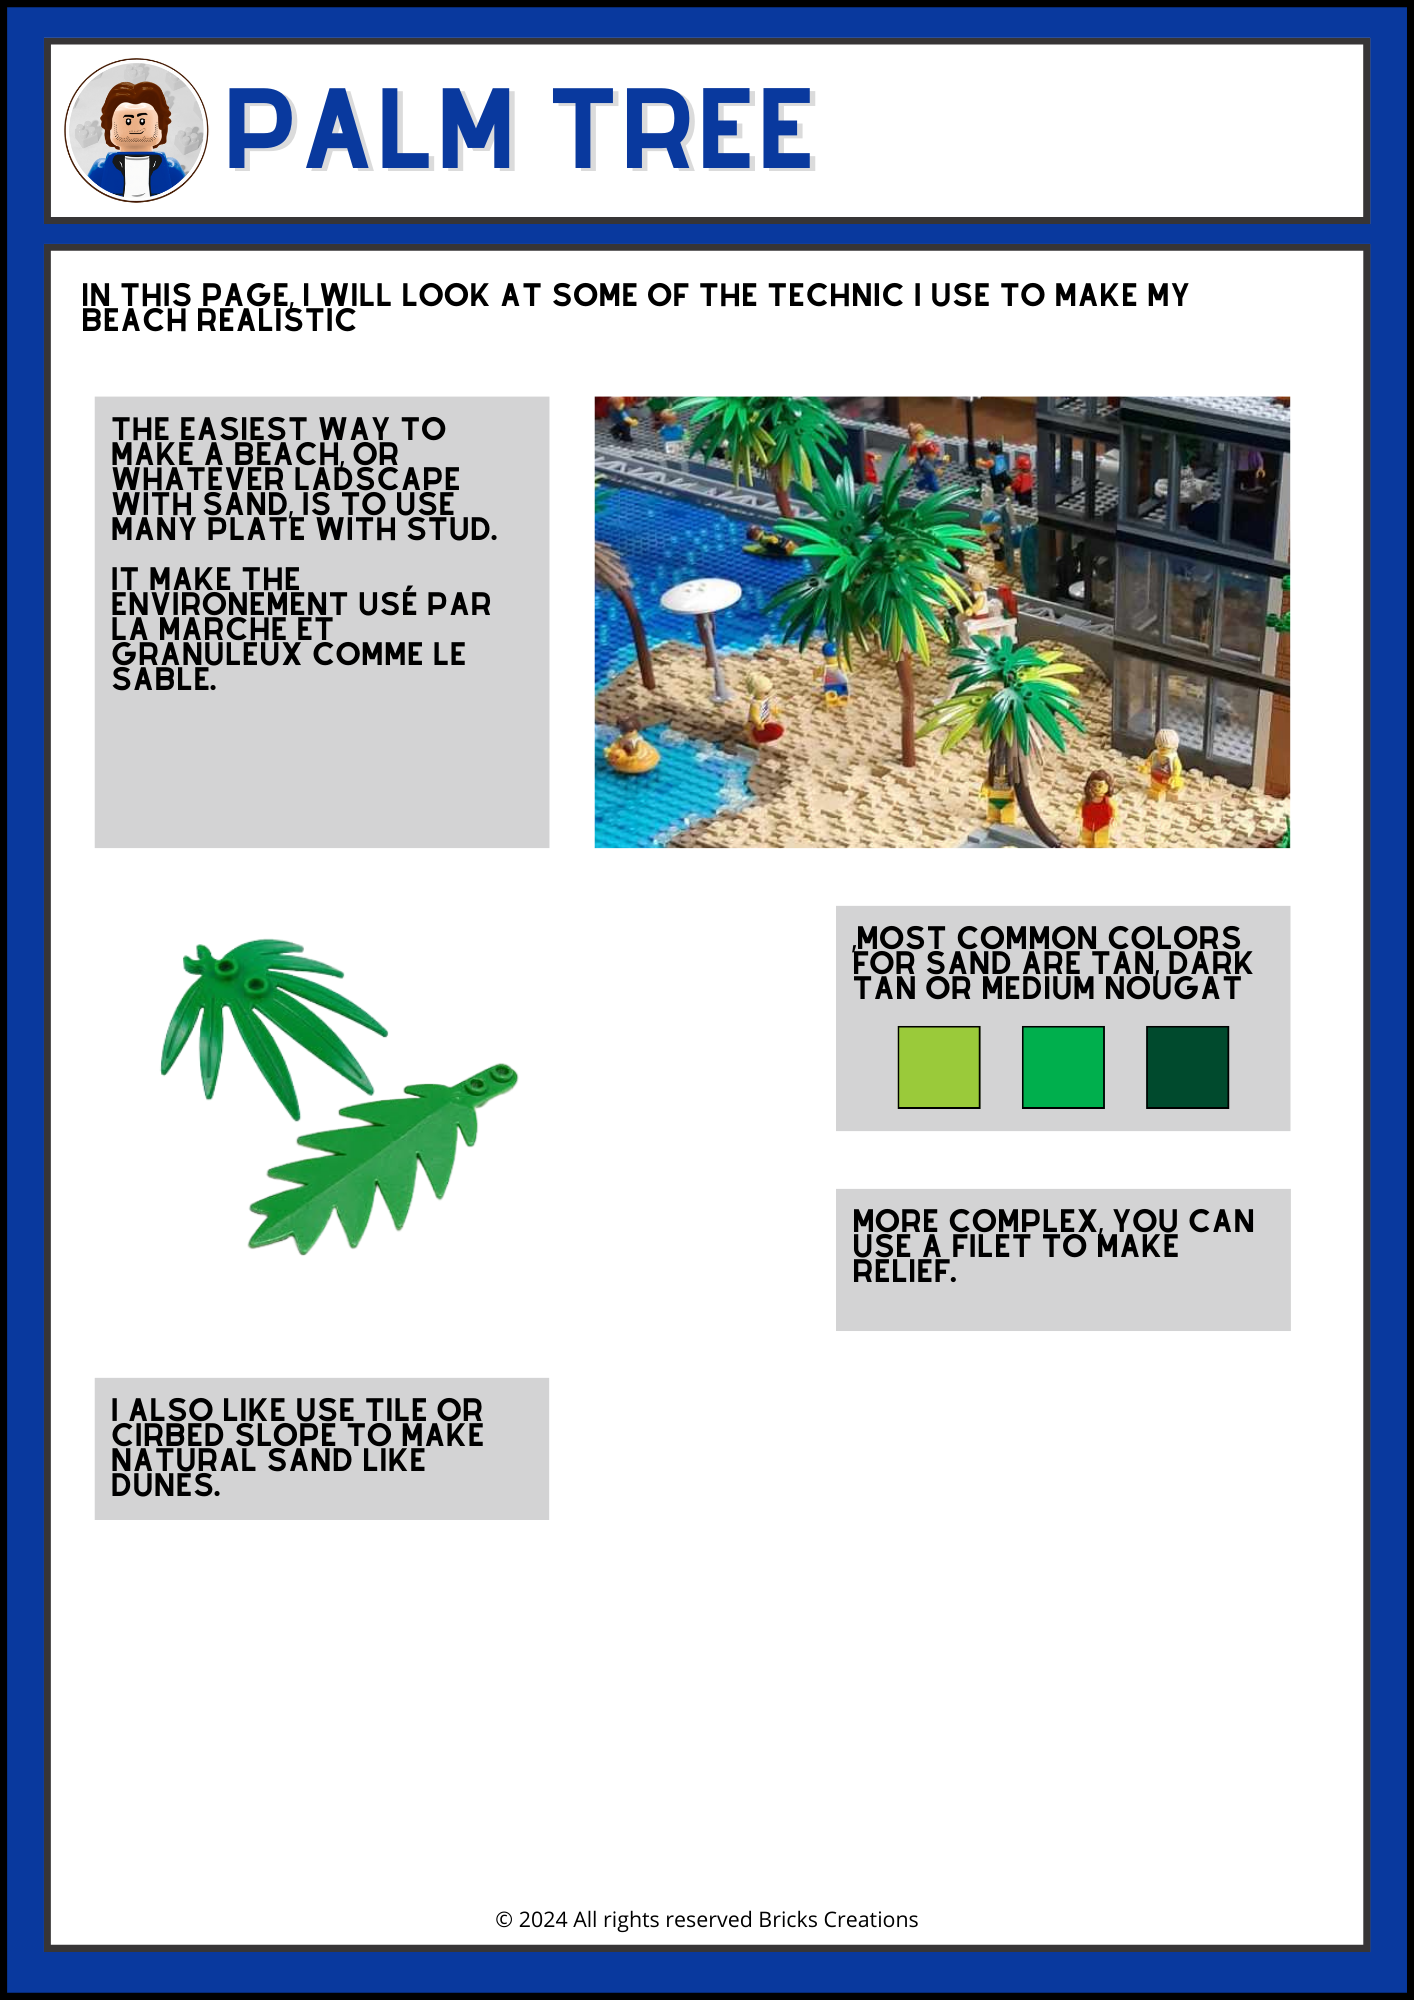 PALM TREE
IN THIS PAGE, I WILL LOOK AT SOME OF THE TECHNIC I USE TO MAKE MY
BEACH REALISTIC
THE EASIEST WAY TO
MAKE A BEACH, OR
WHATEVER LADSCAPE
WITH SAND, IS TO USE
MANY PLATE WITH STUD.
IT MAKE THE
ENVIRONEMENT USÉ PAR
LA MARCHE ET
GRANULEUX COMME LE
SABLE.
,MOST COMMON COLORS
FOR SAND ARE TAN, DARK
TAN OR MEDIUM NOUGAT
MORE COMPLEX, YOU CAN
USE A FILET TO MAKE
RELIEF.
I ALSO LIKE USE TILE OR
CIRBED SLOPE TO MAKE
NATURAL SAND LIKE
DUNES.
© 2024 All rights reserved Bricks Creations